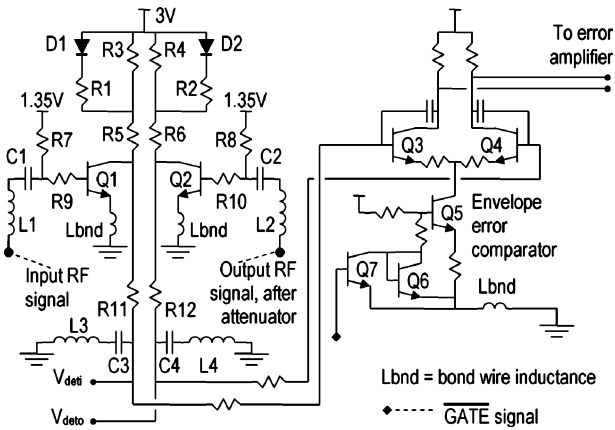 3V
To error
amplifier
D1
R3
R4
D2
R1
R2
1.35V
1.35V
R5
R6
R7
R8
Q3
Q4
C1
C2
R9
Q1
Q2
R10
Q5
Envelope
error
comparator
L1
Lbnd
Lbnd
L2
Q7
Q6
Input RF
signal
Output RF
signal, after
attenuator
Lbnd
R11
R12
L3
C3
C4
L4
Vdeti
Lbnd = bond wire inductance
Vdeto
GATE signal